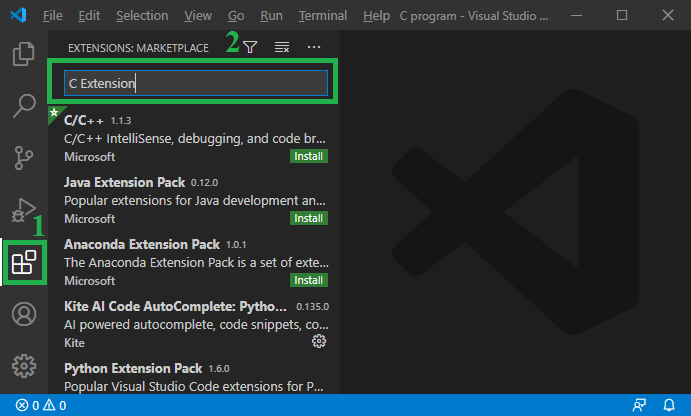 File Edit Selection View Go Run Terminal Help C program - Visual Studio ...
EXTENSIONS: MARKETPLACE 2
C Extension
C/C++ 1.1.3
C/C++ IntelliSense, debugging, and code br...
Microsoft Install
Java Extension Pack 0.12.0
Popular extensions for Java development an...
Microsoft Install
1
Anaconda Extension Pack 1.0.1
The Anaconda Extension Pack is a set of exte...
Microsoft Install
Kite AI Code AutoComplete: Pytho... 0.135.0
AI powered autocomplete, code snippets, co...
Kite
Python Extension Pack 1.6.0
Popular Visual Studio Code extensions for P...
0 0